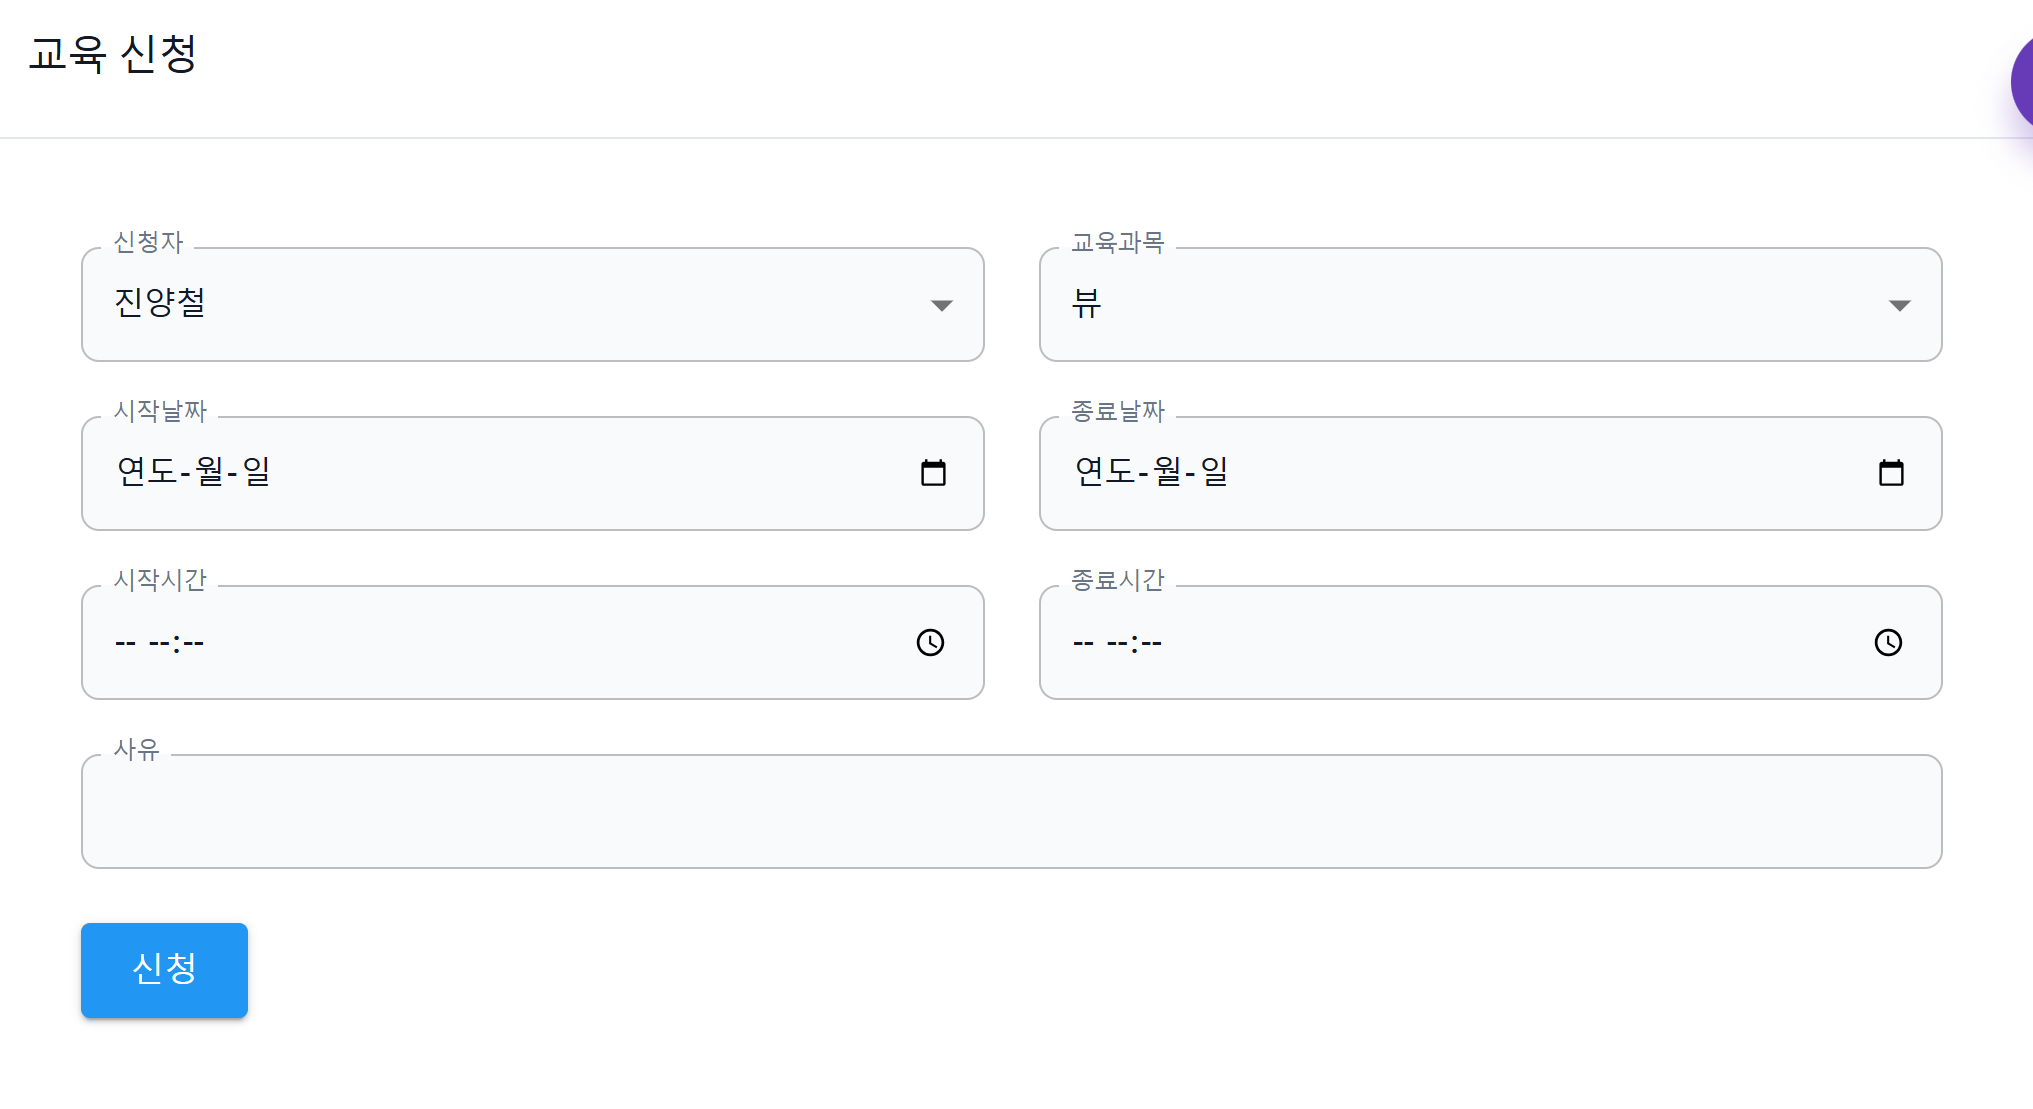 교육 신청
신청자
진양철
교육과목
뷰
시작날짜
연도-월-일
종료날짜
연도-월-일
시작시간
-- --:--
종료시간
-- --:--
사유
신청